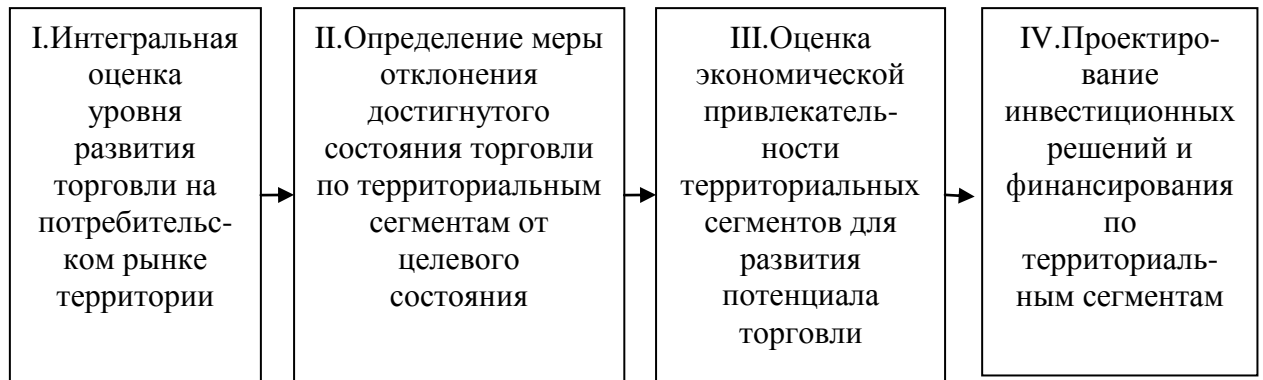 I.Интегральная
оценка
уровня
развития
торговли на
потребительс-
ком рынке
территории
II.Определение меры
отклонения
достигнутого
состояния торговли
по территориальным
сегментам от
целевого
состояния
III.Оценка
экономической
привлекатель-
ности
территориальных
сегментов для
развития
потенциала
торговли
IV.Проектиро-
вание
инвестиционных
решений и
финансирования
по
территориаль-
ным сегментам